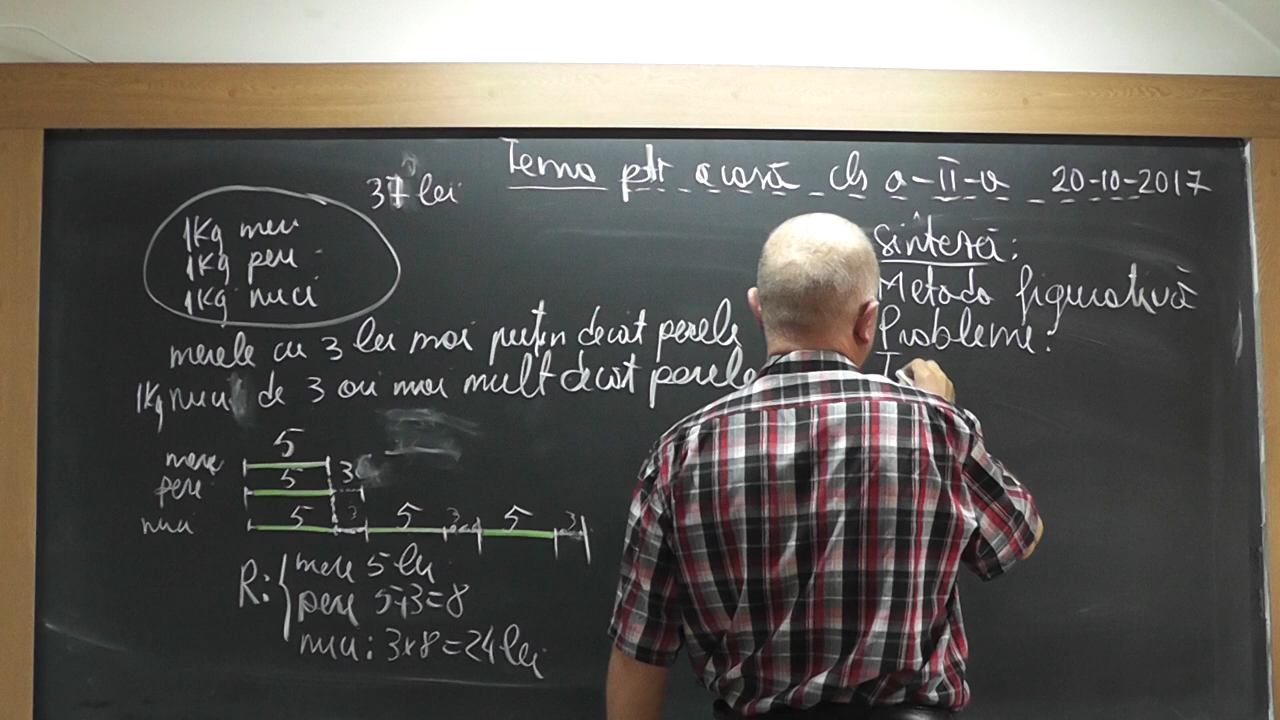 Tema ptr acasă cls a-II-a 20-10-2017
37 lei
1Kg mere
1Kg pere
1Kg nuci
merele cu 3 lei mai puțin decât perele
1Kg nuci de 3 ori mai mult decât perele
Sinteză:
Metoda figurativă
Probleme:
5
mere
5 3
pere
5 3 5 3 5 3
nuci
R: mere 5 lei
pere 5+3=8
nuci: 3x8=24 lei